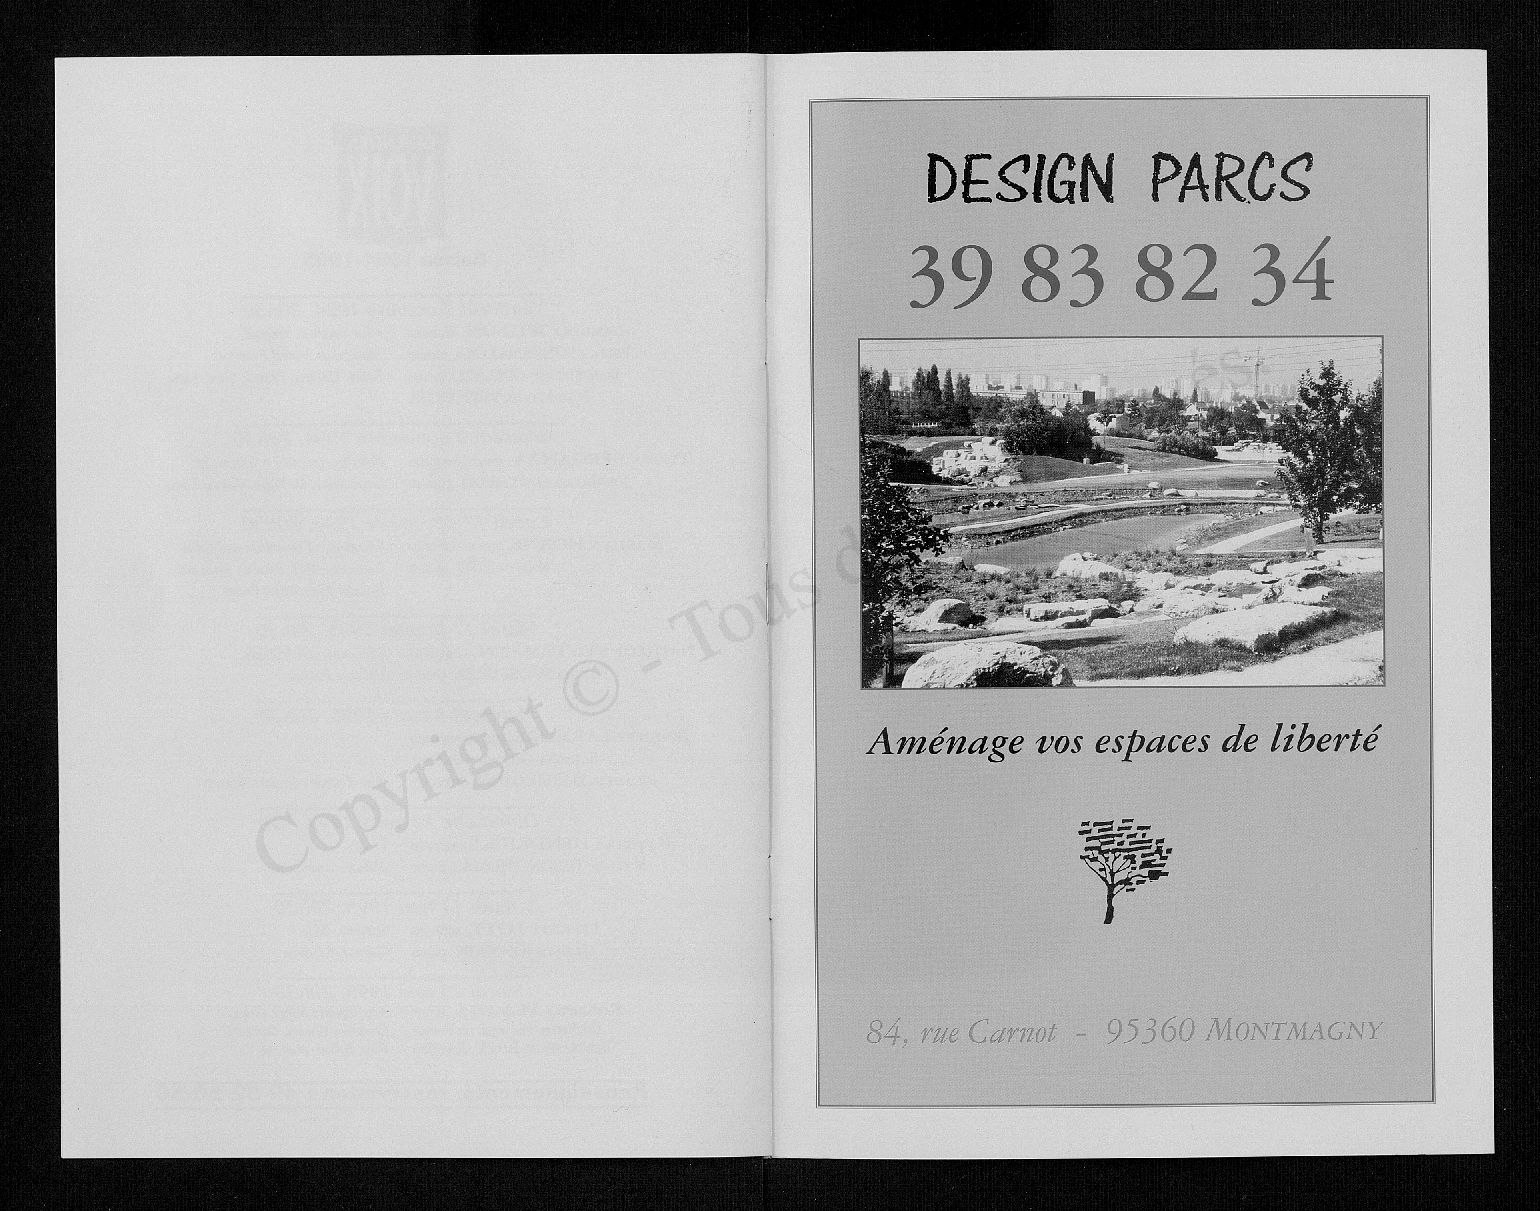 DESIGN PARCS
39 83 82 34
Aménage vos espaces de liberté
84, rue Carnot - 95360 MONTMAGNY
Copyright © - Tous d